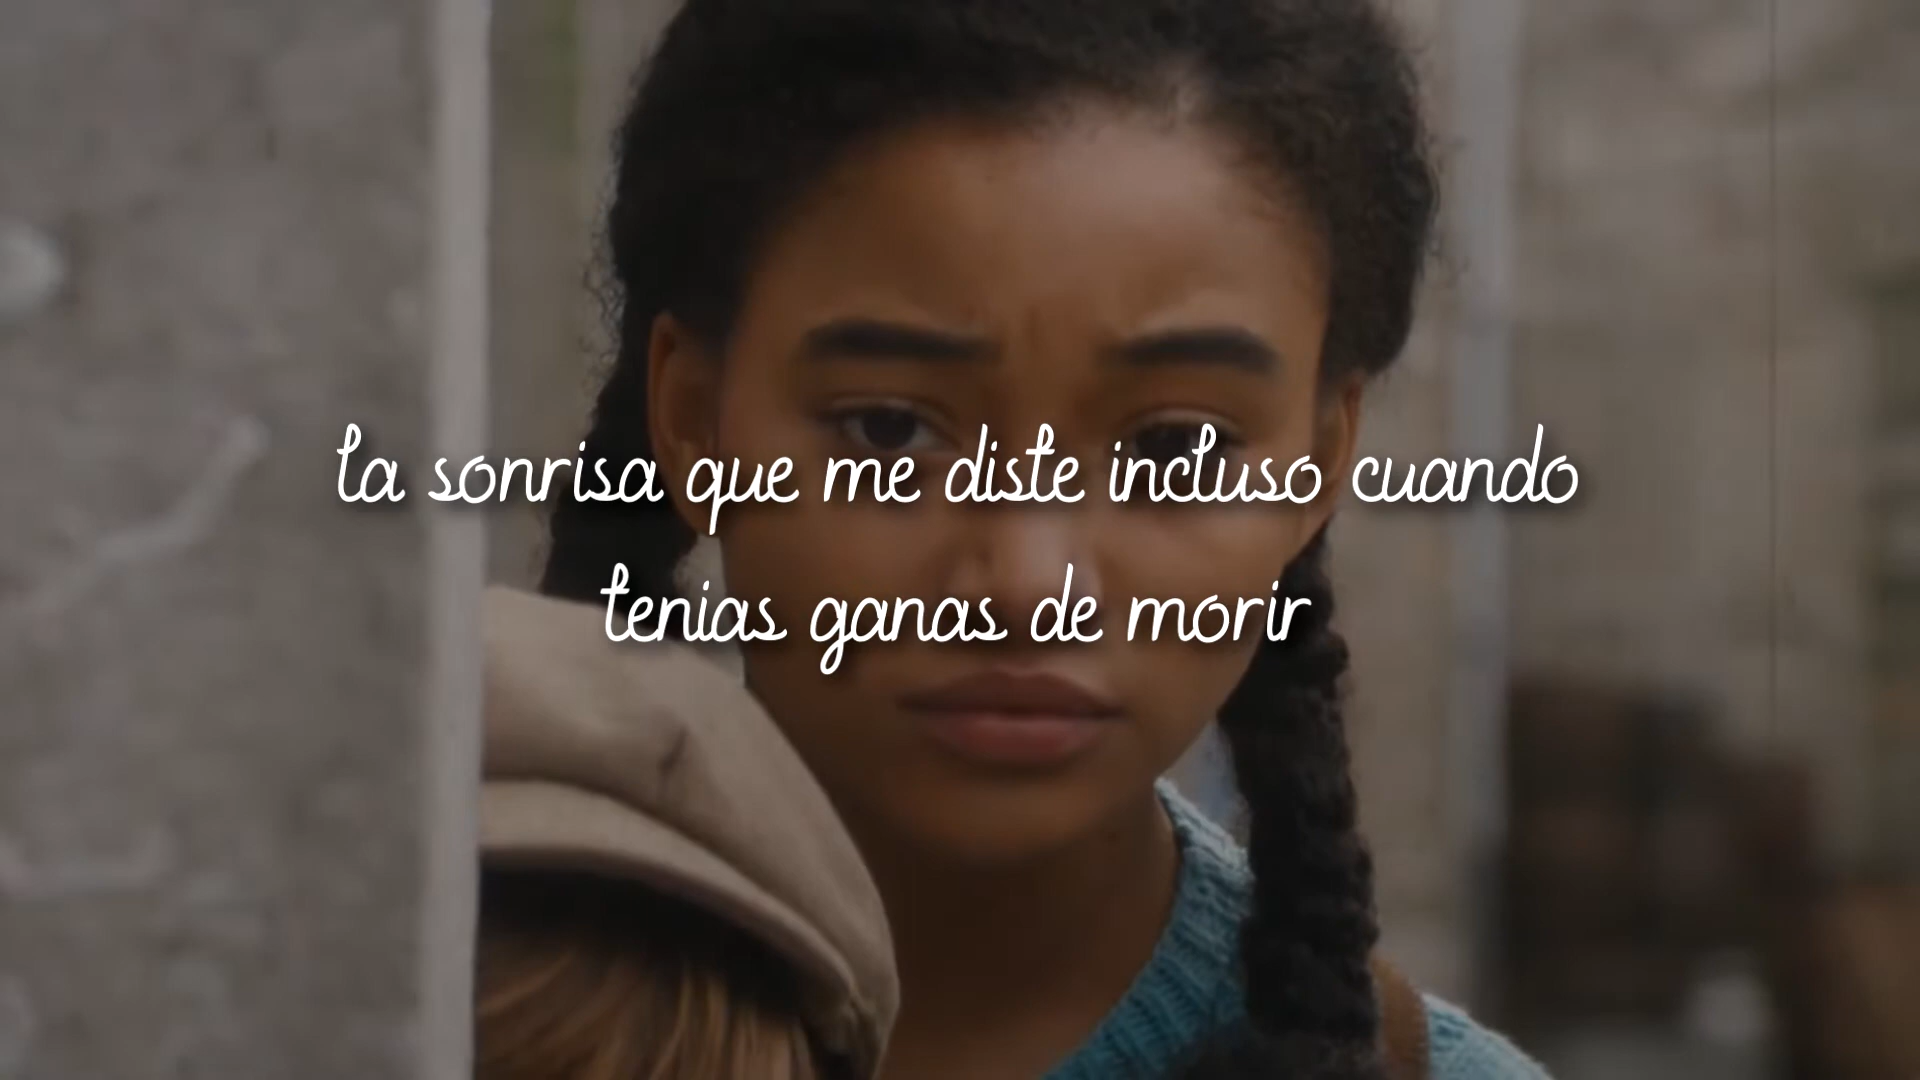 la sonrisa que me diste incluso cuando
tenias ganas de morir